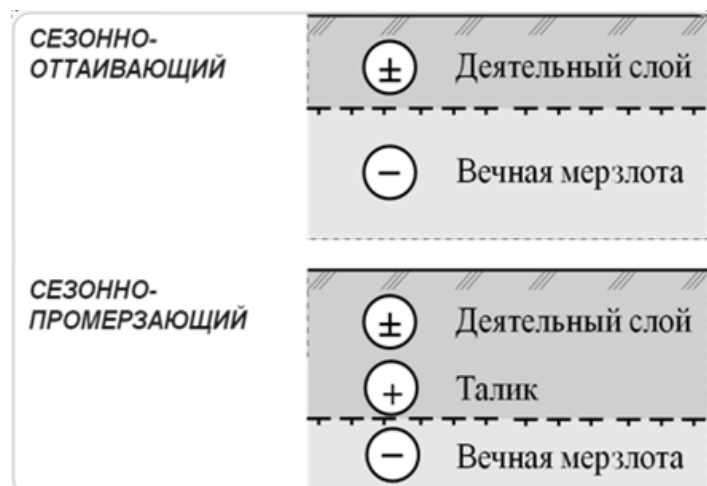 СЕЗОННО-
ОТТАИВАЮЩИЙ
± Деятельный слой
− Вечная мерзлота
СЕЗОННО-
ПРОМЕРЗАЮЩИЙ
± Деятельный слой
+ Талик
− Вечная мерзлота